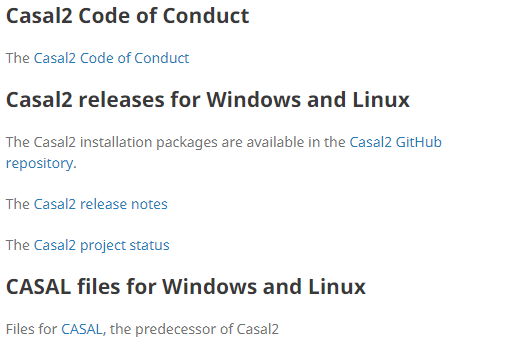 Casal2 Code of Conduct
The Casal2 Code of Conduct
Casal2 releases for Windows and Linux
The Casal2 installation packages are available in the Casal2 GitHub
repository.
The Casal2 release notes
The Casal2 project status
CASAL files for Windows and Linux
Files for CASAL, the predecessor of Casal2